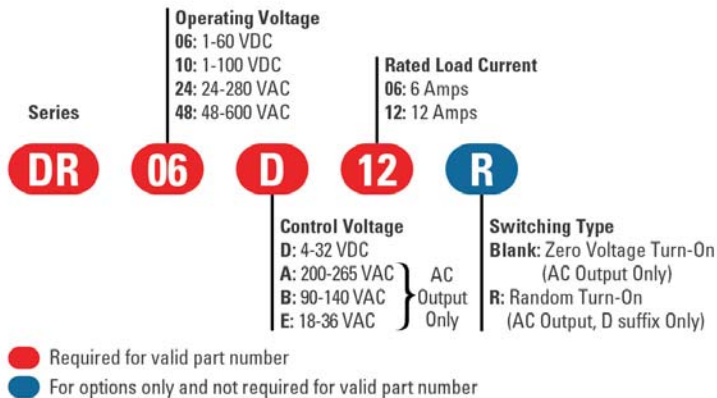 Operating Voltage
06: 1-60 VDC
10: 1-100 VDC
24: 24-280 VAC
48: 48-600 VAC
Rated Load Current
06: 6 Amps
12: 12 Amps
Series
DR 06 D 12 R
Control Voltage
D: 4-32 VDC
A: 200-265 VAC
B: 90-140 VAC
E: 18-36 VAC
AC
Output
Only
Switching Type
Blank: Zero Voltage Turn-On
(AC Output Only)
R: Random Turn-On
(AC Output, D suffix Only)
Required for valid part number
For options only and not required for valid part number